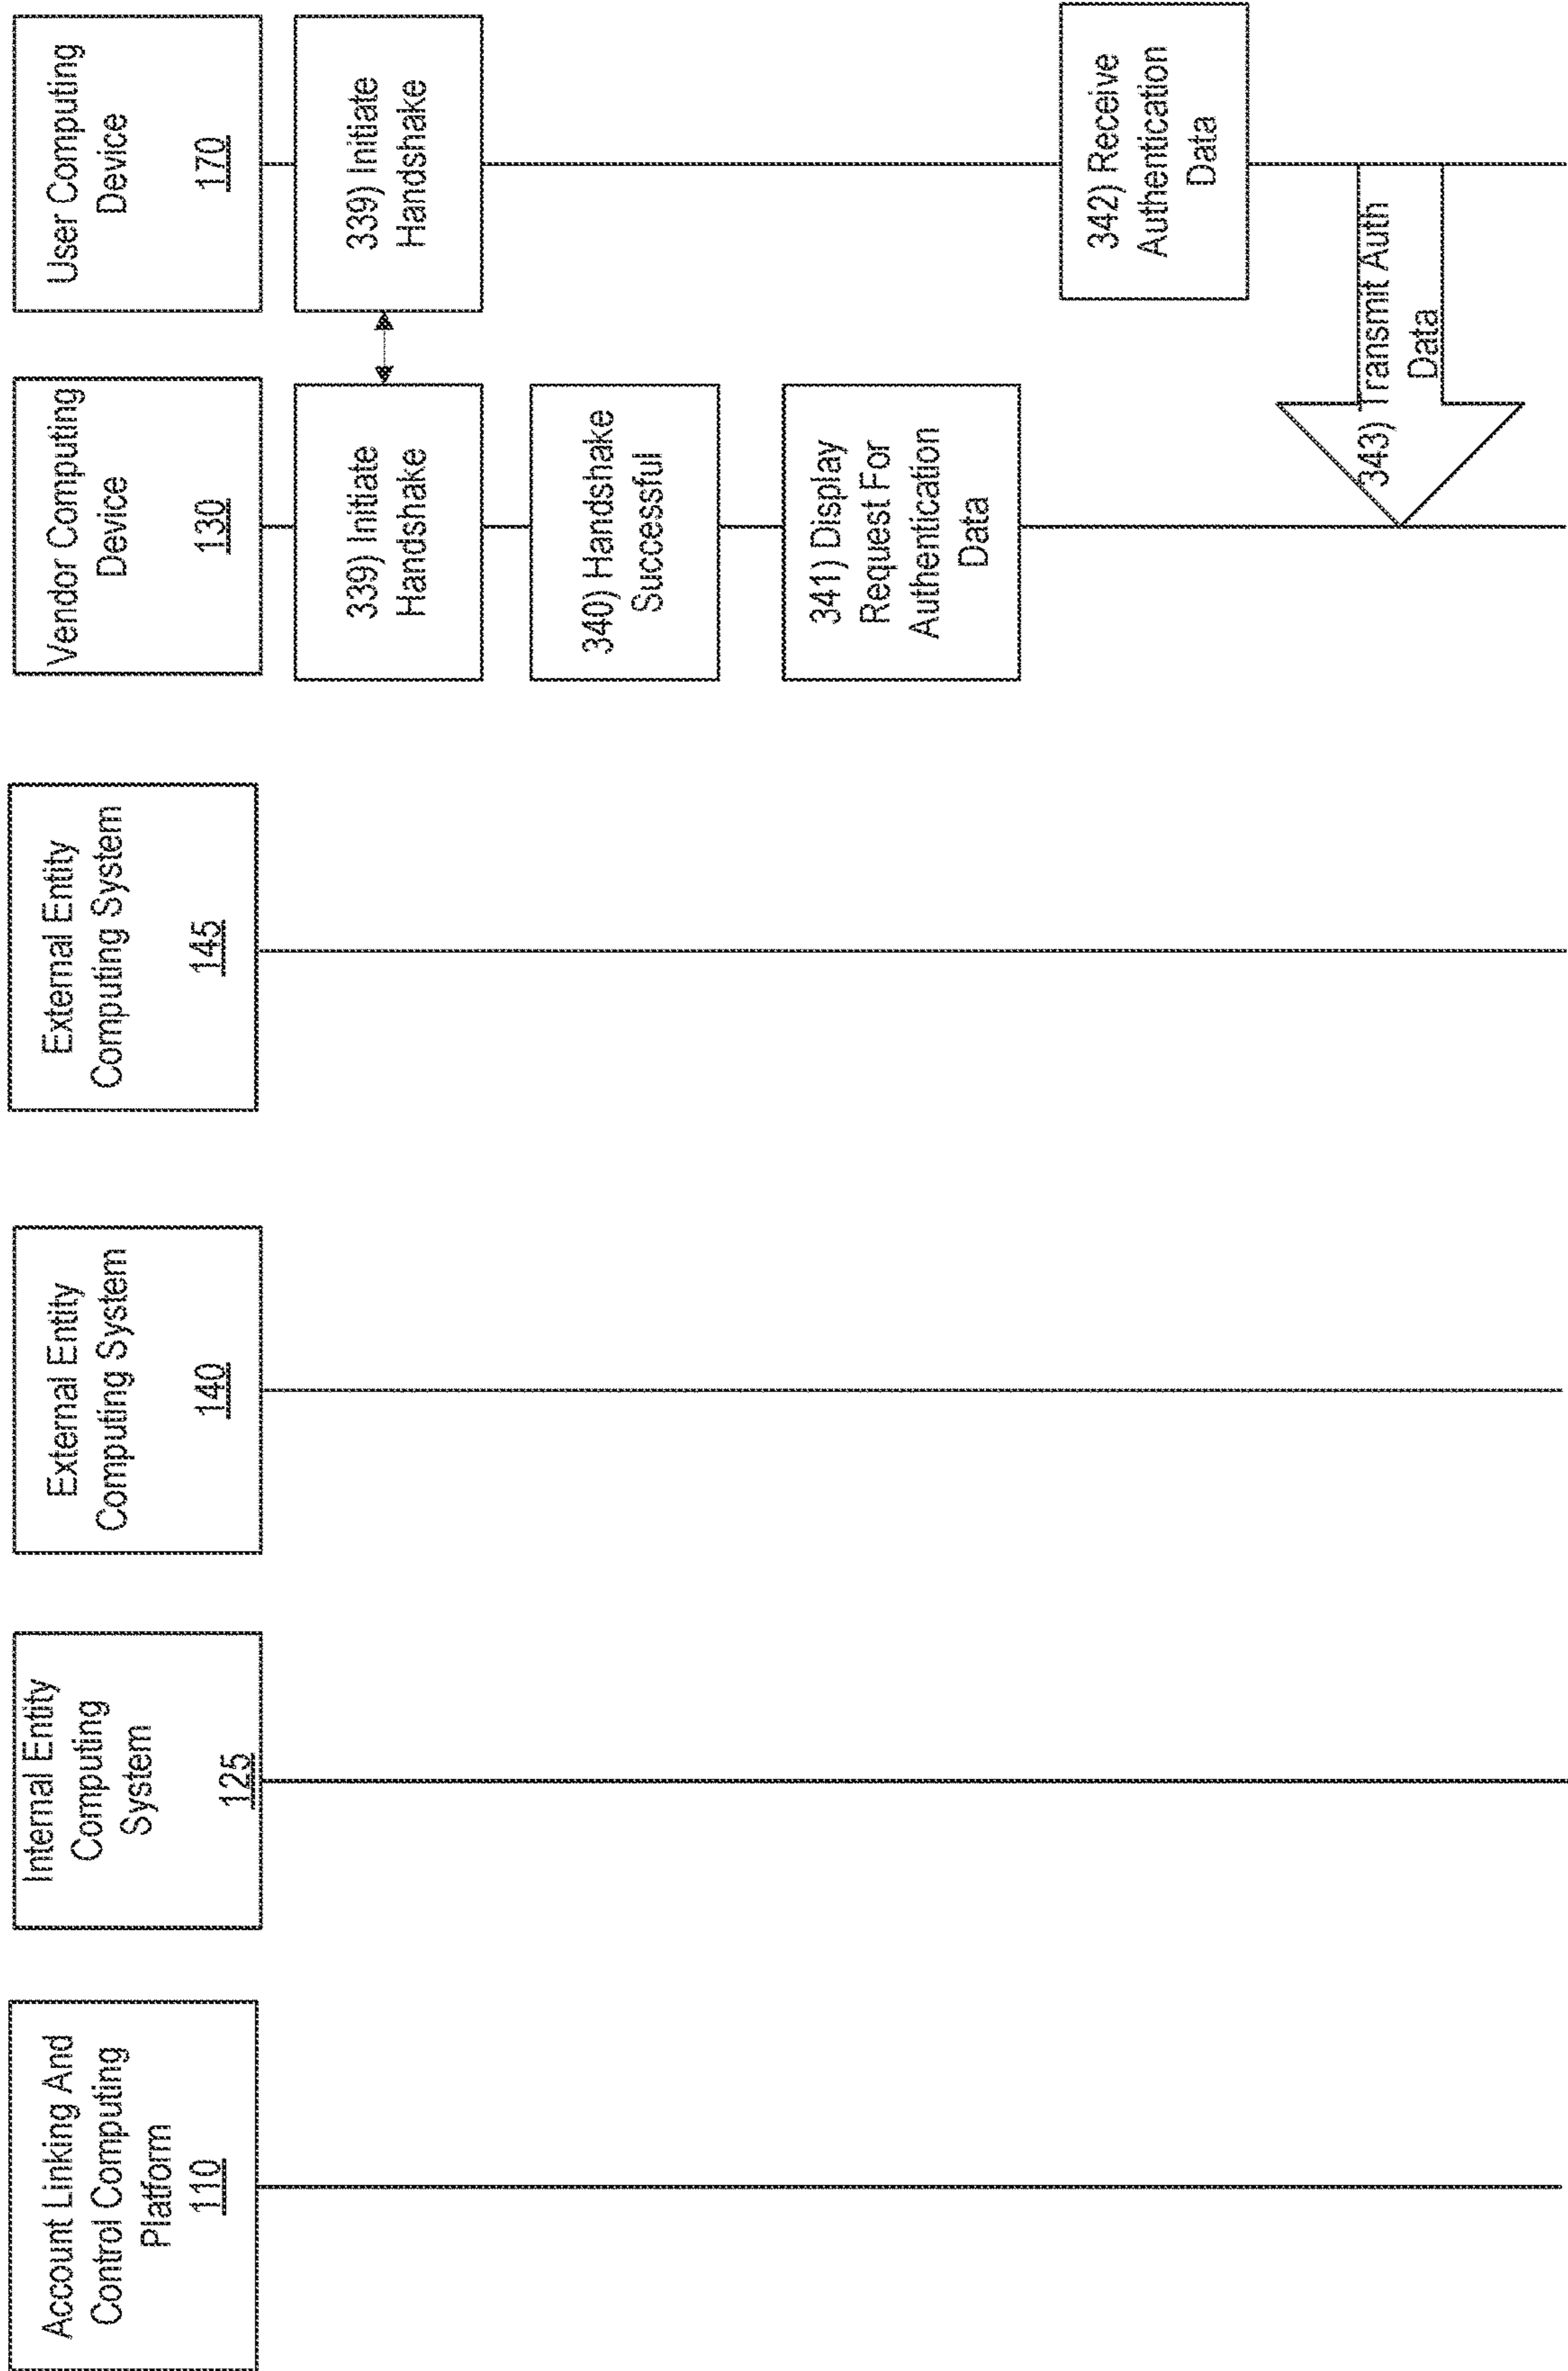 Account Linking And
Control Computing
Platform
110
Internal Entity
Computing
System
125
External Entity
Computing System
140
External Entity
Computing System
145
Vendor Computing
Device
130
User Computing
Device
170
339) Initiate
Handshake
339) Initiate
Handshake
340) Handshake
Successful
341) Display
Request For
Authentication
Data
342) Receive
Authentication
Data
343) Transmit Auth
Data